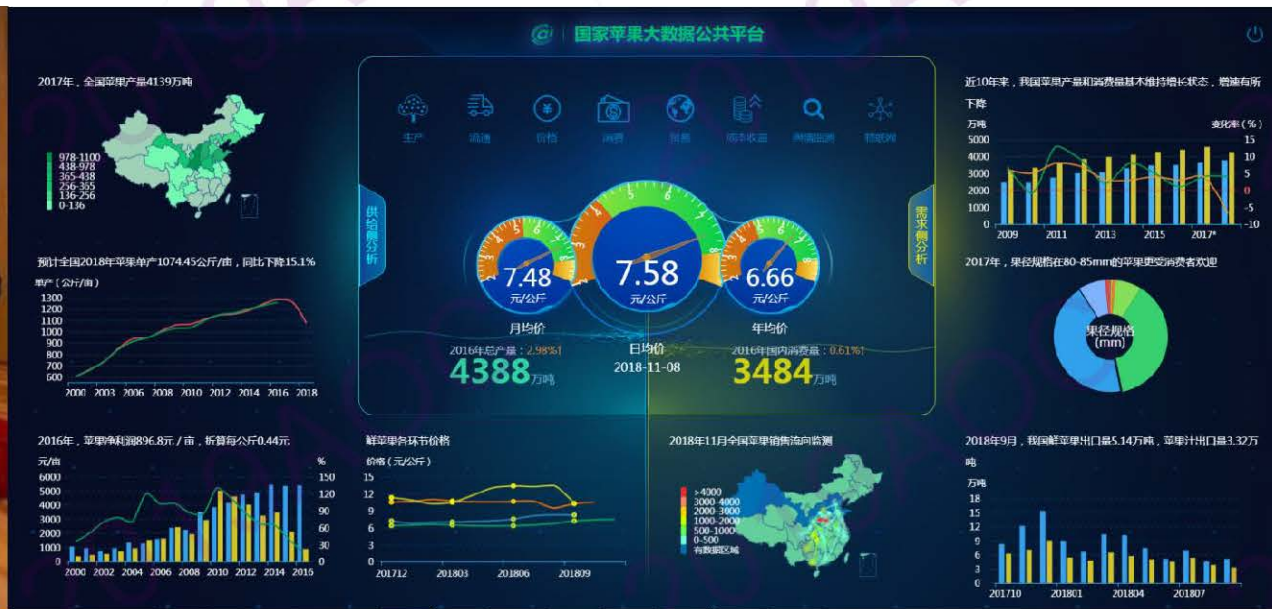 国家苹果大数据公共平台
2017年，全国苹果产量4139万吨
978-1100
438-978
365-438
256-365
136-256
0-136
预计全国2018年苹果单产1074.45公斤/亩，同比下降15.1%
单产（公斤/亩）
1300
1200
1100
1000
900
800
700
600
2000 2003 2006 2008 2010 2012 2014 2016 2018
2016年，苹果净利润896.8元 / 亩，折算每公斤0.44元
元/亩 %
6000 150
5000 120
4000 90
3000 60
2000 30
1000 0
0
2000 2002 2004 2006 2008 2010 2012 2014 2016
生产 流通 价格 消费 贸易 成本收益 舆情监测 物联网
供给侧分析
需求侧分析
7.48
元/公斤
月均价
7.58
元/公斤
日均价
2018-11-08
6.66
元/公斤
年均价
2016年总产量：2.98%↑
4388万吨
2016年国内消费量：0.61%↑
3484万吨
鲜苹果各环节价格
价格（元/公斤）
15
12
9
6
3
0
201712 201803 201806 201809
2018年11月全国苹果销售流向监测
>4000
3000-4000
2000-3000
1000-2000
500-1000
0-500
有数据区域
近10年来，我国苹果产量和消费量基本维持增长状态，增速有所
下降
万吨 变化率（%）
5000 15
4000 10
3000 5
2000 0
1000 -5
0 -10
2009 2011 2013 2015 2017*
2017年，果径规格在80-85mm的苹果更受消费者欢迎
果径规格
(mm)
2018年9月，我国鲜苹果出口量5.14万吨，苹果汁出口量3.32万
吨
万吨
18
15
12
9
6
3
0
201710 201801 201804 201807